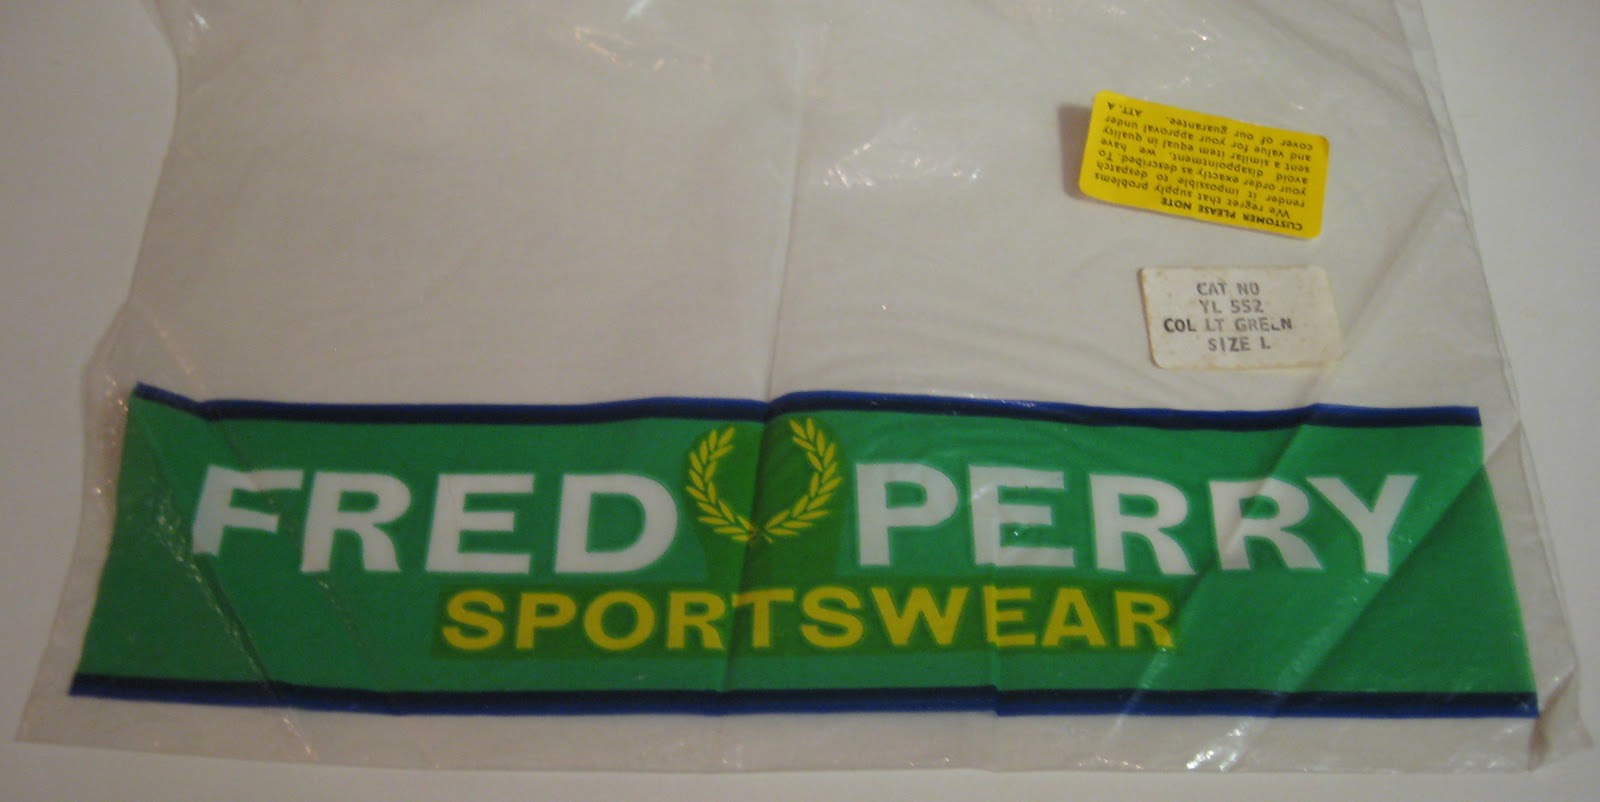 CUSTOMER PLEASE NOTE
We regret that supply problems
render it impossible to despatch
your order exactly as described. To
avoid disappointment, we have
sent a similar item equal in quality
and value for your approval under
cover of our guarantee. ATT. A
CAT NO
YL 552
COL LT GREEN
SIZE L
FRED PERRY
SPORTSWEAR